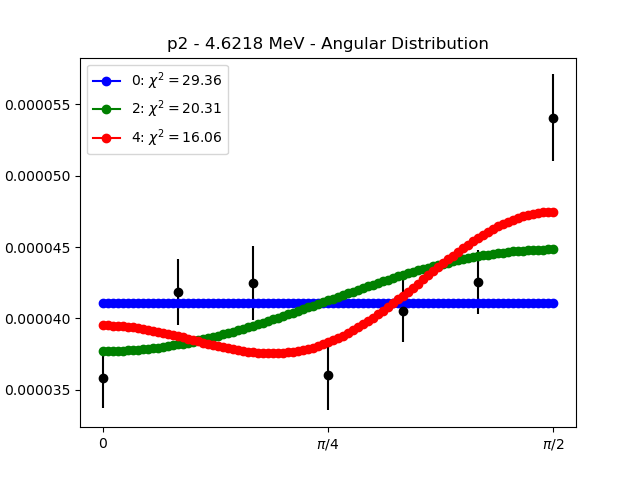 p2 - 4.6218 MeV - Angular Distribution
0: χ² = 29.36
2: χ² = 20.31
4: χ² = 16.06
0.000055
0.000050
0.000045
0.000040
0.000035
0 π/4 π/2